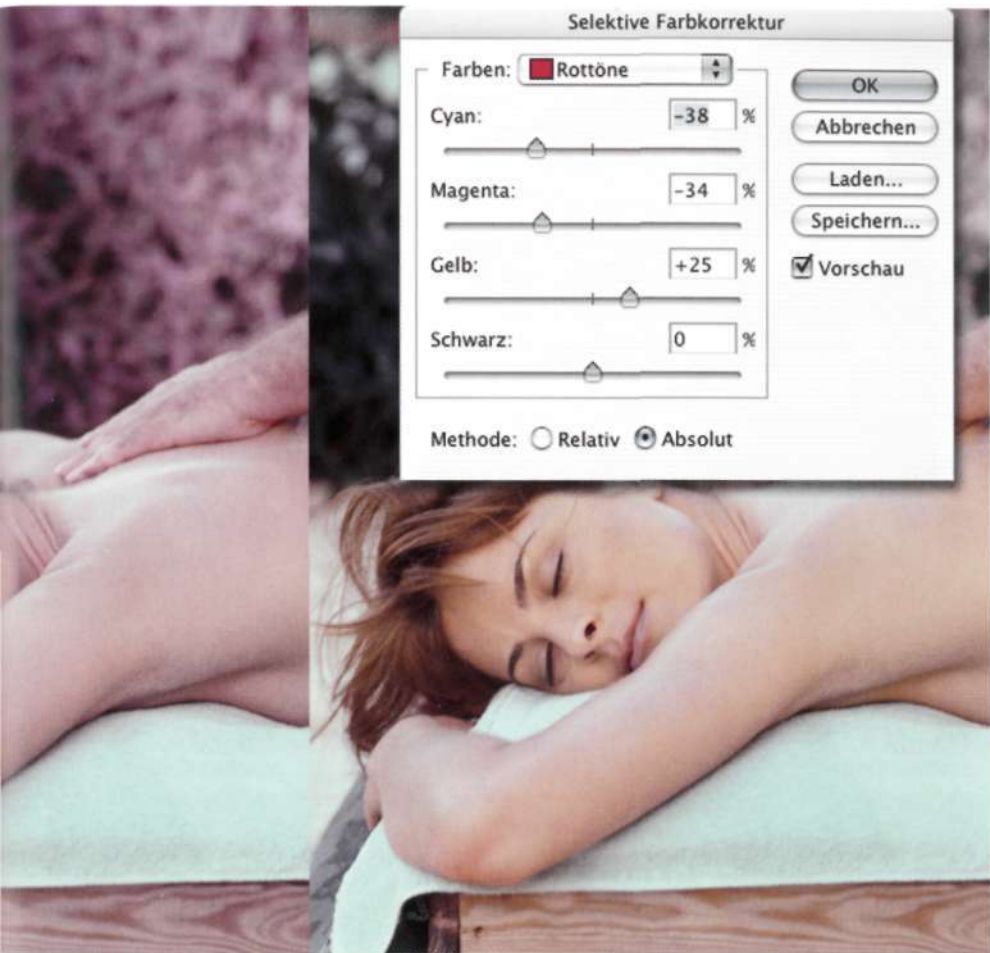 Selektive Farbkorrektur
Farben: Rottöne
Cyan: -38 %
Magenta: -34 %
Gelb: +25 %
Schwarz: 0 %
Methode: Relativ Absolut
OK
Abbrechen
Laden...
Speichern...
Vorschau